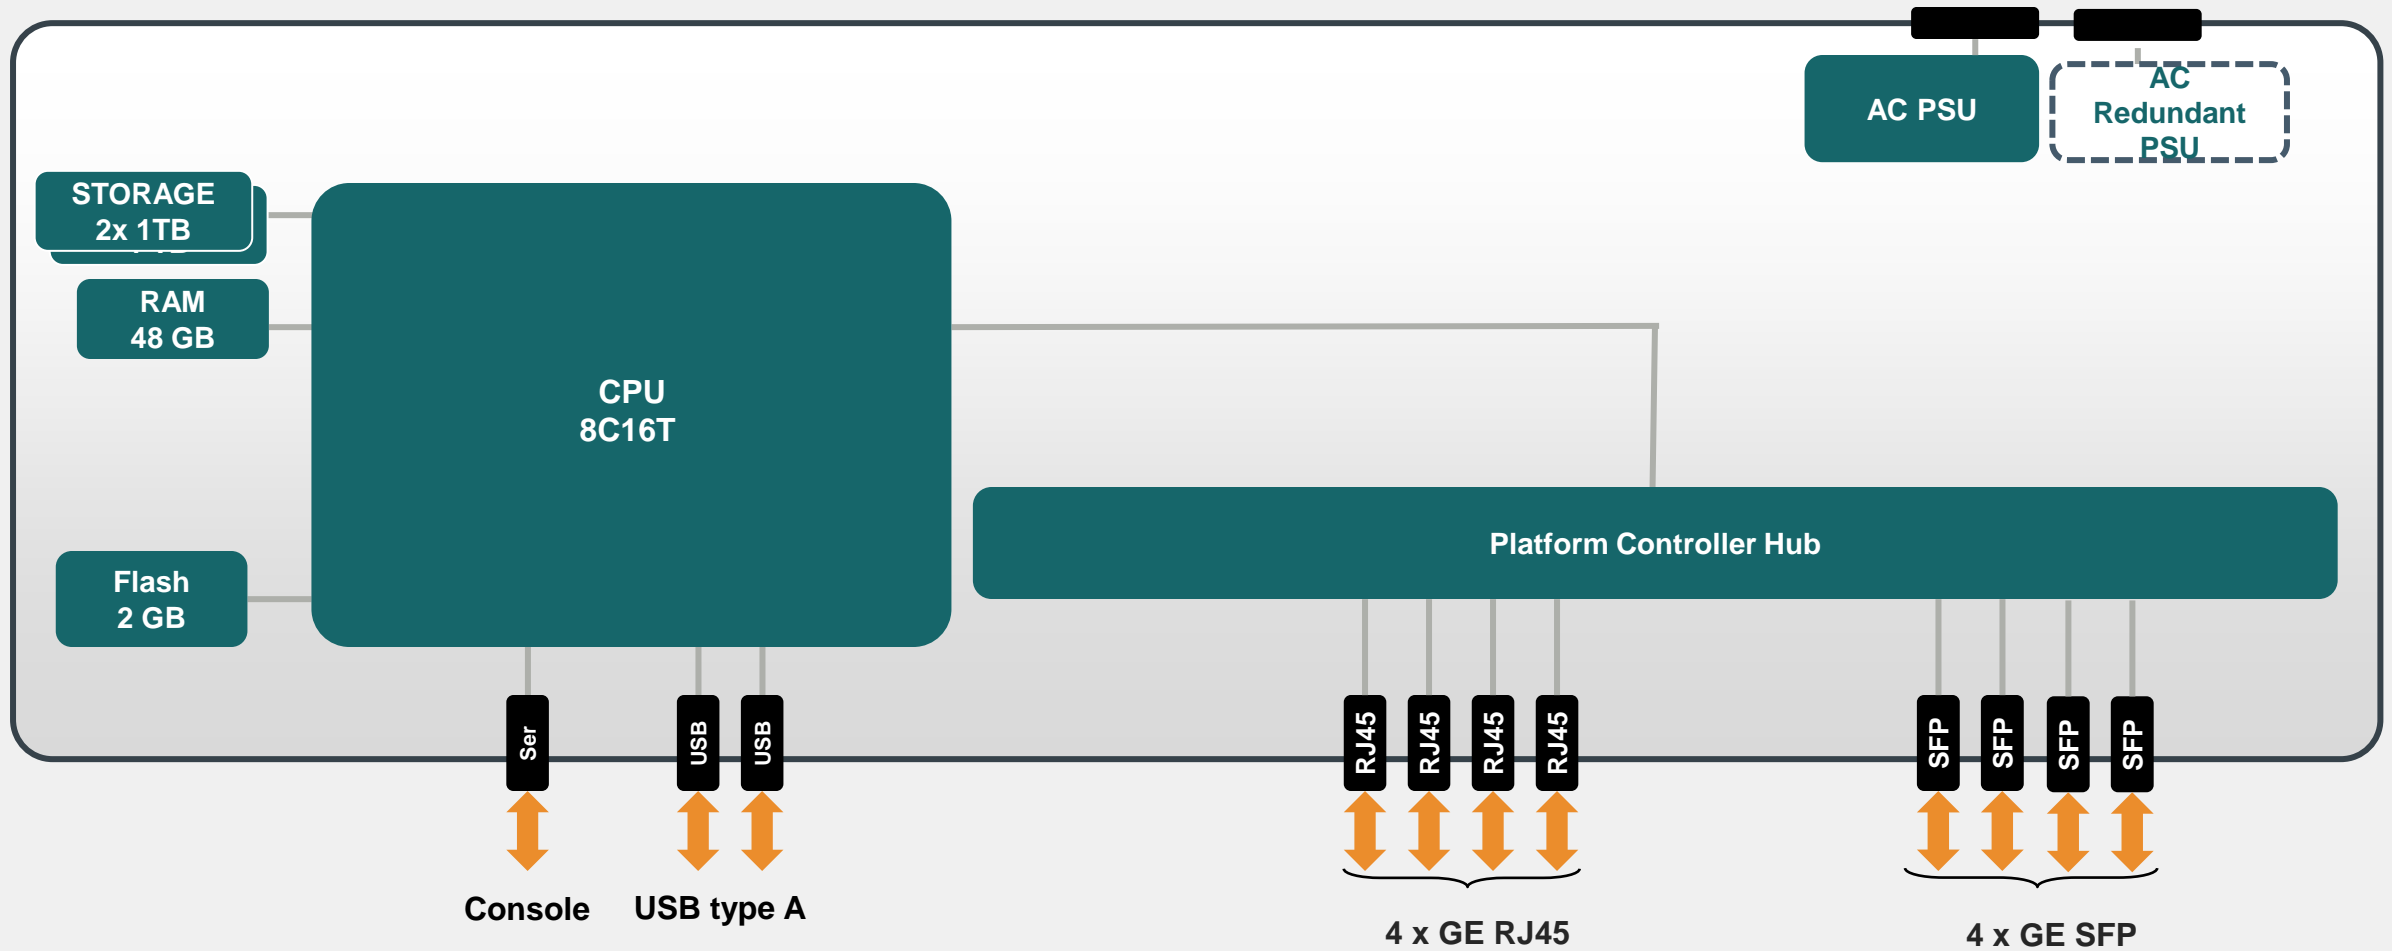 AC PSU
AC
Redundant
PSU
STORAGE
2x 1TB
RAM
48 GB
CPU
8C16T
Platform Controller Hub
Flash
2 GB
Ser
USB
USB
RJ45
RJ45
RJ45
RJ45
SFP
SFP
SFP
SFP
Console
USB type A
4 x GE RJ45
4 x GE SFP